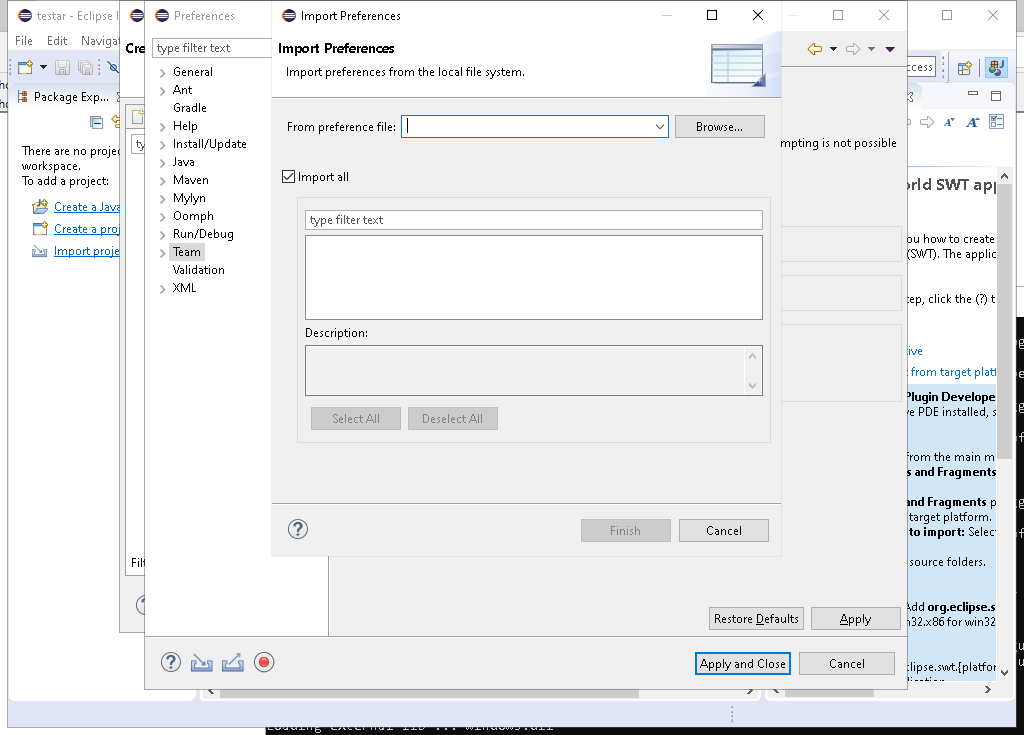 testar - Eclipse I
File
Edit
Navigat
Package Exp...
There are no projec
workspace.
To add a project:
Create a Java
Create a proj
Import proje
Cre
Preferences
type filter text
General
Ant
Gradle
Help
Install/Update
Java
Maven
Mylyn
Oomph
Run/Debug
Team
Validation
XML
Import Preferences
Import Preferences
Import preferences from the local file system.
From preference file:
Browse...
Import all
type filter text
Description:
Select All
Deselect All
Finish
Cancel
mpting is not possible
Restore Defaults
Apply
Apply and Close
Cancel
cess
orld SWT app
ou how to create
(SWT). The applic
tep, click the (?) t
ive
from target platf
Plugin Develope
ve PDE installed, s
from the main m
s and Fragments
and Fragments p
target platform.
to import: Selec
source folders.
Add org.eclipse.s
n32.x86 for win32
clipse.swt.{platfor
Loading external lib ... windows.dll